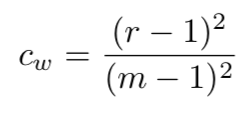 c_w = \frac{(r-1)^2}{(m-1)^2}